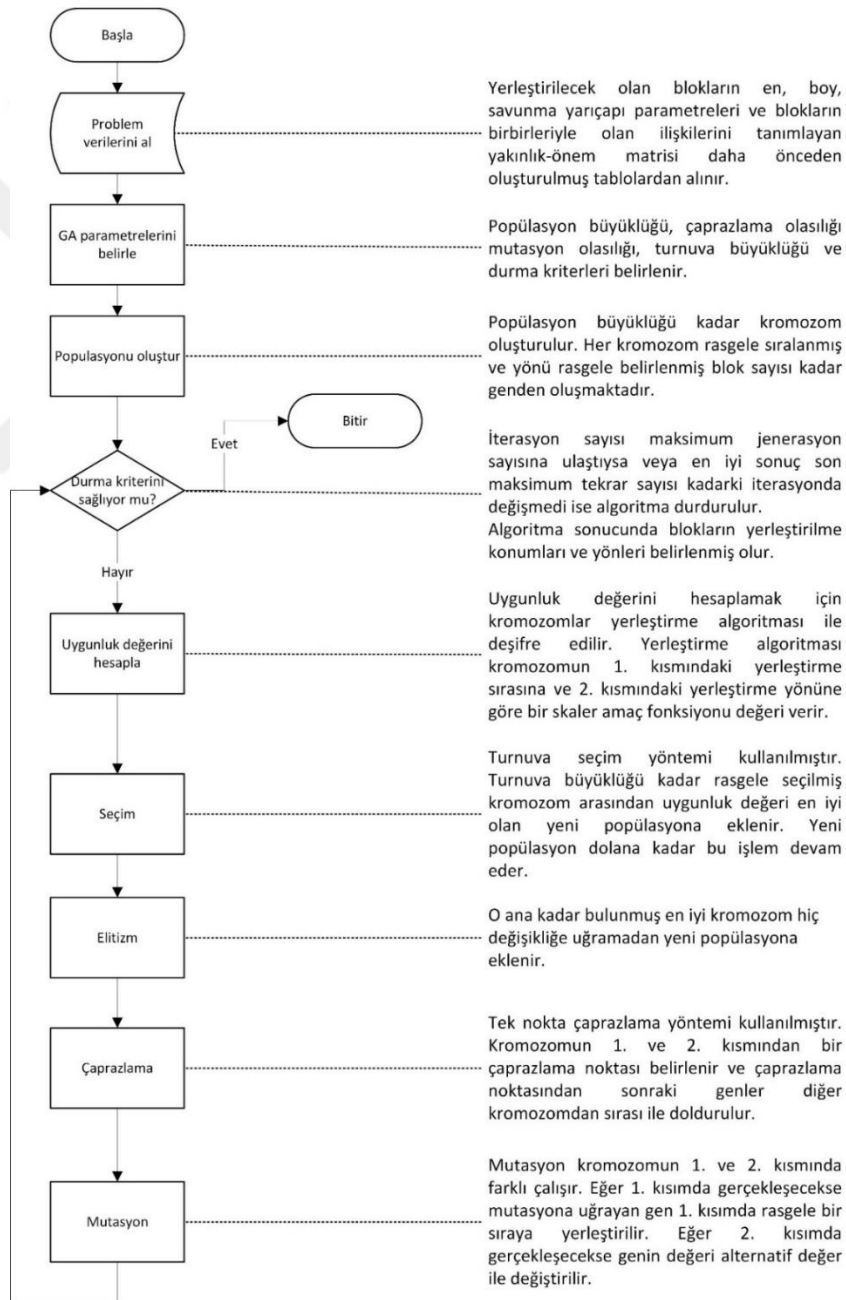 Başla
Problem
verilerini al
Yerleştirilecek olan blokların en, boy,
savunma yarıçapı parametreleri ve blokların
birbirleriyle olan ilişkilerini tanımlayan
yakınlık-önem matrisi daha önceden
oluşturulmuş tablolardan alınır.
GA parametrelerini
belirle
Popülasyon büyüklüğü, çaprazlama olasılığı
mutasyon olasılığı, turnuva büyüklüğü ve
durma kriterleri belirlenir.
Populasyonu oluştur
Popülasyon büyüklüğü kadar kromozom
oluşturulur. Her kromozom rasgele sıralanmış
ve yönü rasgele belirlenmiş blok sayısı kadar
genden oluşmaktadır.
Durma kriterini
sağlıyor mu?
Evet
Bitir
Hayır
İterasyon sayısı maksimum jenerasyon
sayısına ulaştıysa veya en iyi sonuç son
maksimum tekrar sayısı kadarki iterasyonda
değişmedi ise algoritma durdurulur.
Algoritma sonucunda blokların yerleştirilme
konumları ve yönleri belirlenmiş olur.
Uygunluk değerini
hesapla
Uygunluk değerini hesaplamak için
kromozomlar yerleştirme algoritması ile
deşifre edilir. Yerleştirme algoritması
kromozomun 1. kısmındaki yerleştirme
sırasına ve 2. kısmındaki yerleştirme yönüne
göre bir skaler amaç fonksiyonu değeri verir.
Seçim
Turnuva seçim yöntemi kullanılmıştır.
Turnuva büyüklüğü kadar rasgele seçilmiş
kromozom arasından uygunluk değeri en iyi
olan yeni popülasyona eklenir. Yeni
popülasyon dolana kadar bu işlem devam
eder.
Elitizm
O ana kadar bulunmuş en iyi kromozom hiç
değişikliğe uğramadan yeni popülasyona
eklenir.
Çaprazlama
Tek nokta çaprazlama yöntemi kullanılmıştır.
Kromozomun 1. ve 2. kısmından bir
çaprazlama noktası belirlenir ve çaprazlama
noktasından sonraki genler diğer
kromozomdan sırası ile doldurulur.
Mutasyon
Mutasyon kromozomun 1. ve 2. kısmında
farklı çalışır. Eğer 1. kısımda gerçekleşecekse
mutasyona uğrayan gen 1. kısımda rasgele bir
sıraya yerleştirilir. Eğer 2. kısımda
gerçekleşecekse genin değeri alternatif değer
ile değiştirilir.